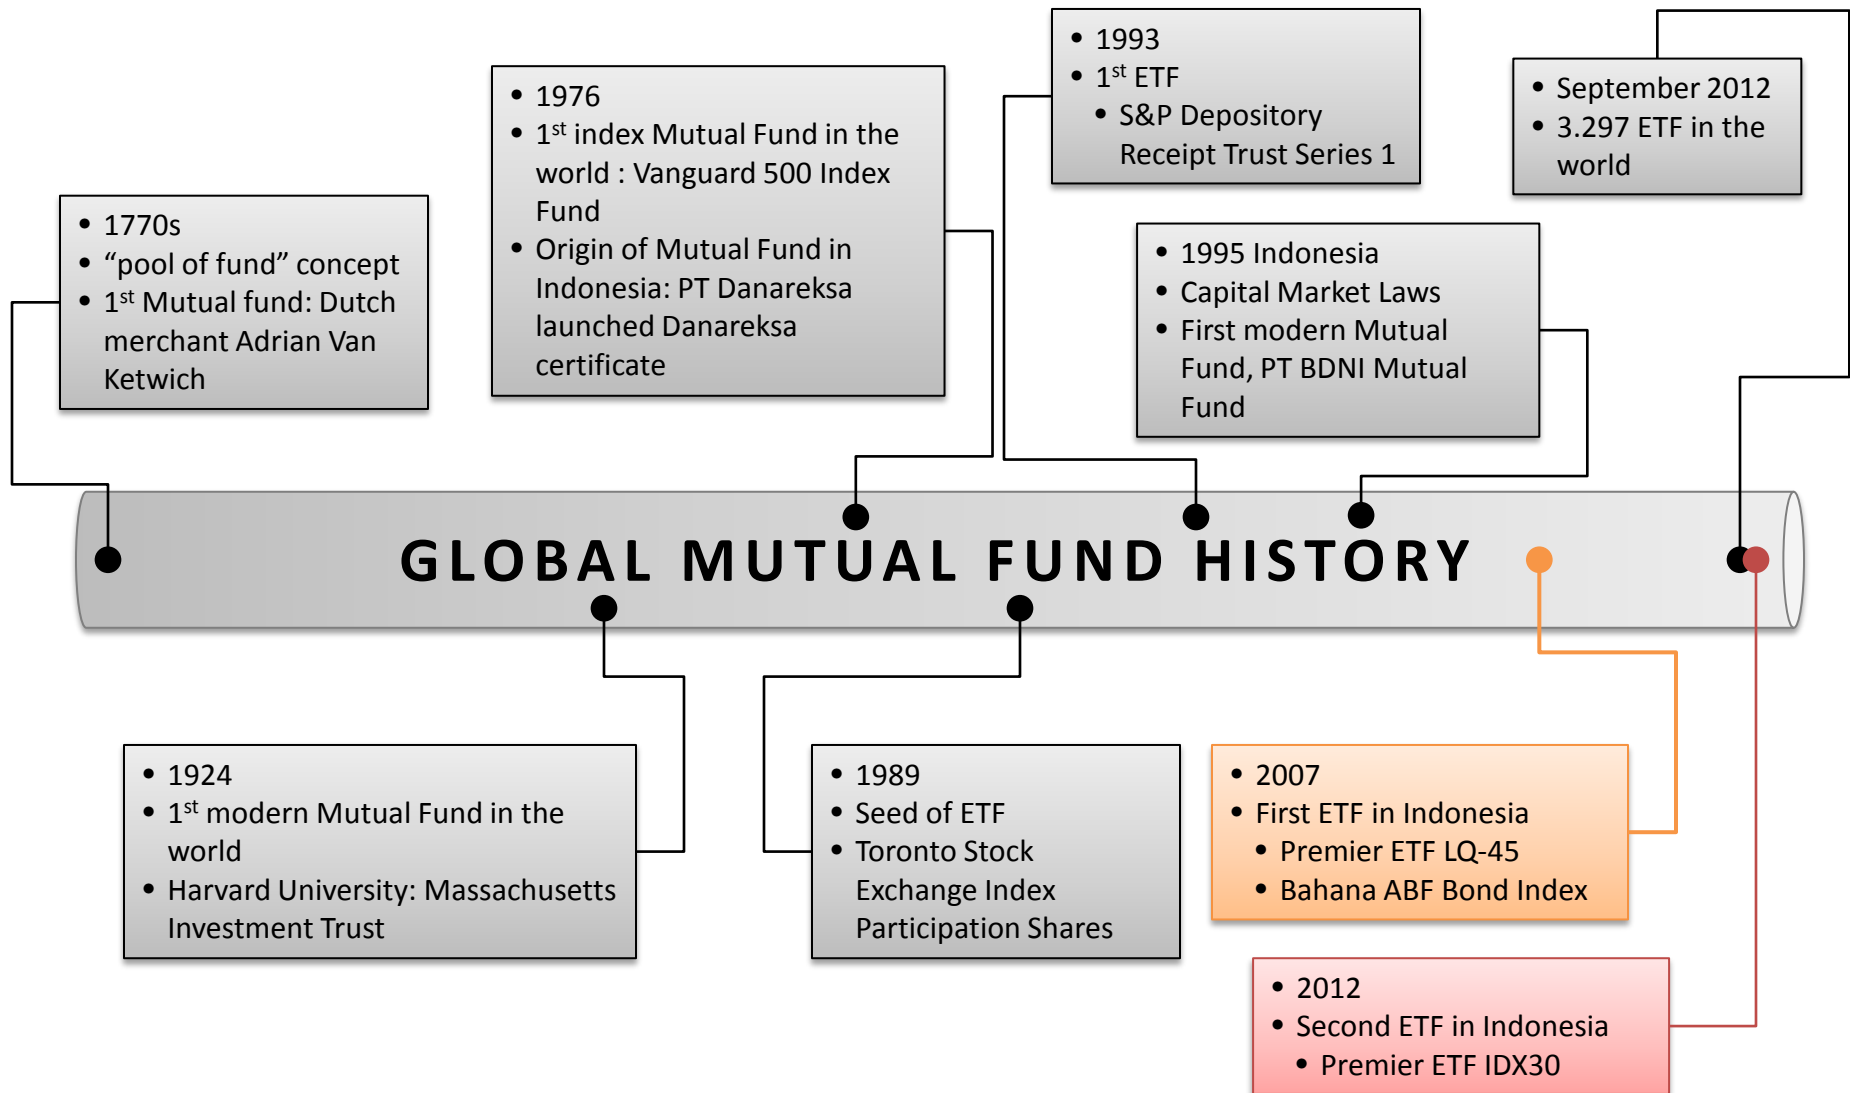 • 1770s
• “pool of fund” concept
• 1st Mutual fund: Dutch
merchant Adrian Van
Ketwich
• 1976
• 1st index Mutual Fund in the
world : Vanguard 500 Index
Fund
• Origin of Mutual Fund in
Indonesia: PT Danareksa
launched Danareksa
certificate
• 1993
• 1st ETF
• S&P Depository
Receipt Trust Series 1
• 1995 Indonesia
• Capital Market Laws
• First modern Mutual
Fund, PT BDNI Mutual
Fund
• September 2012
• 3.297 ETF in the
world
GLOBAL MUTUAL FUND HISTORY
• 1924
• 1st modern Mutual Fund in the
world
• Harvard University: Massachusetts
Investment Trust
• 1989
• Seed of ETF
• Toronto Stock
Exchange Index
Participation Shares
• 2007
• First ETF in Indonesia
• Premier ETF LQ-45
• Bahana ABF Bond Index
• 2012
• Second ETF in Indonesia
• Premier ETF IDX30